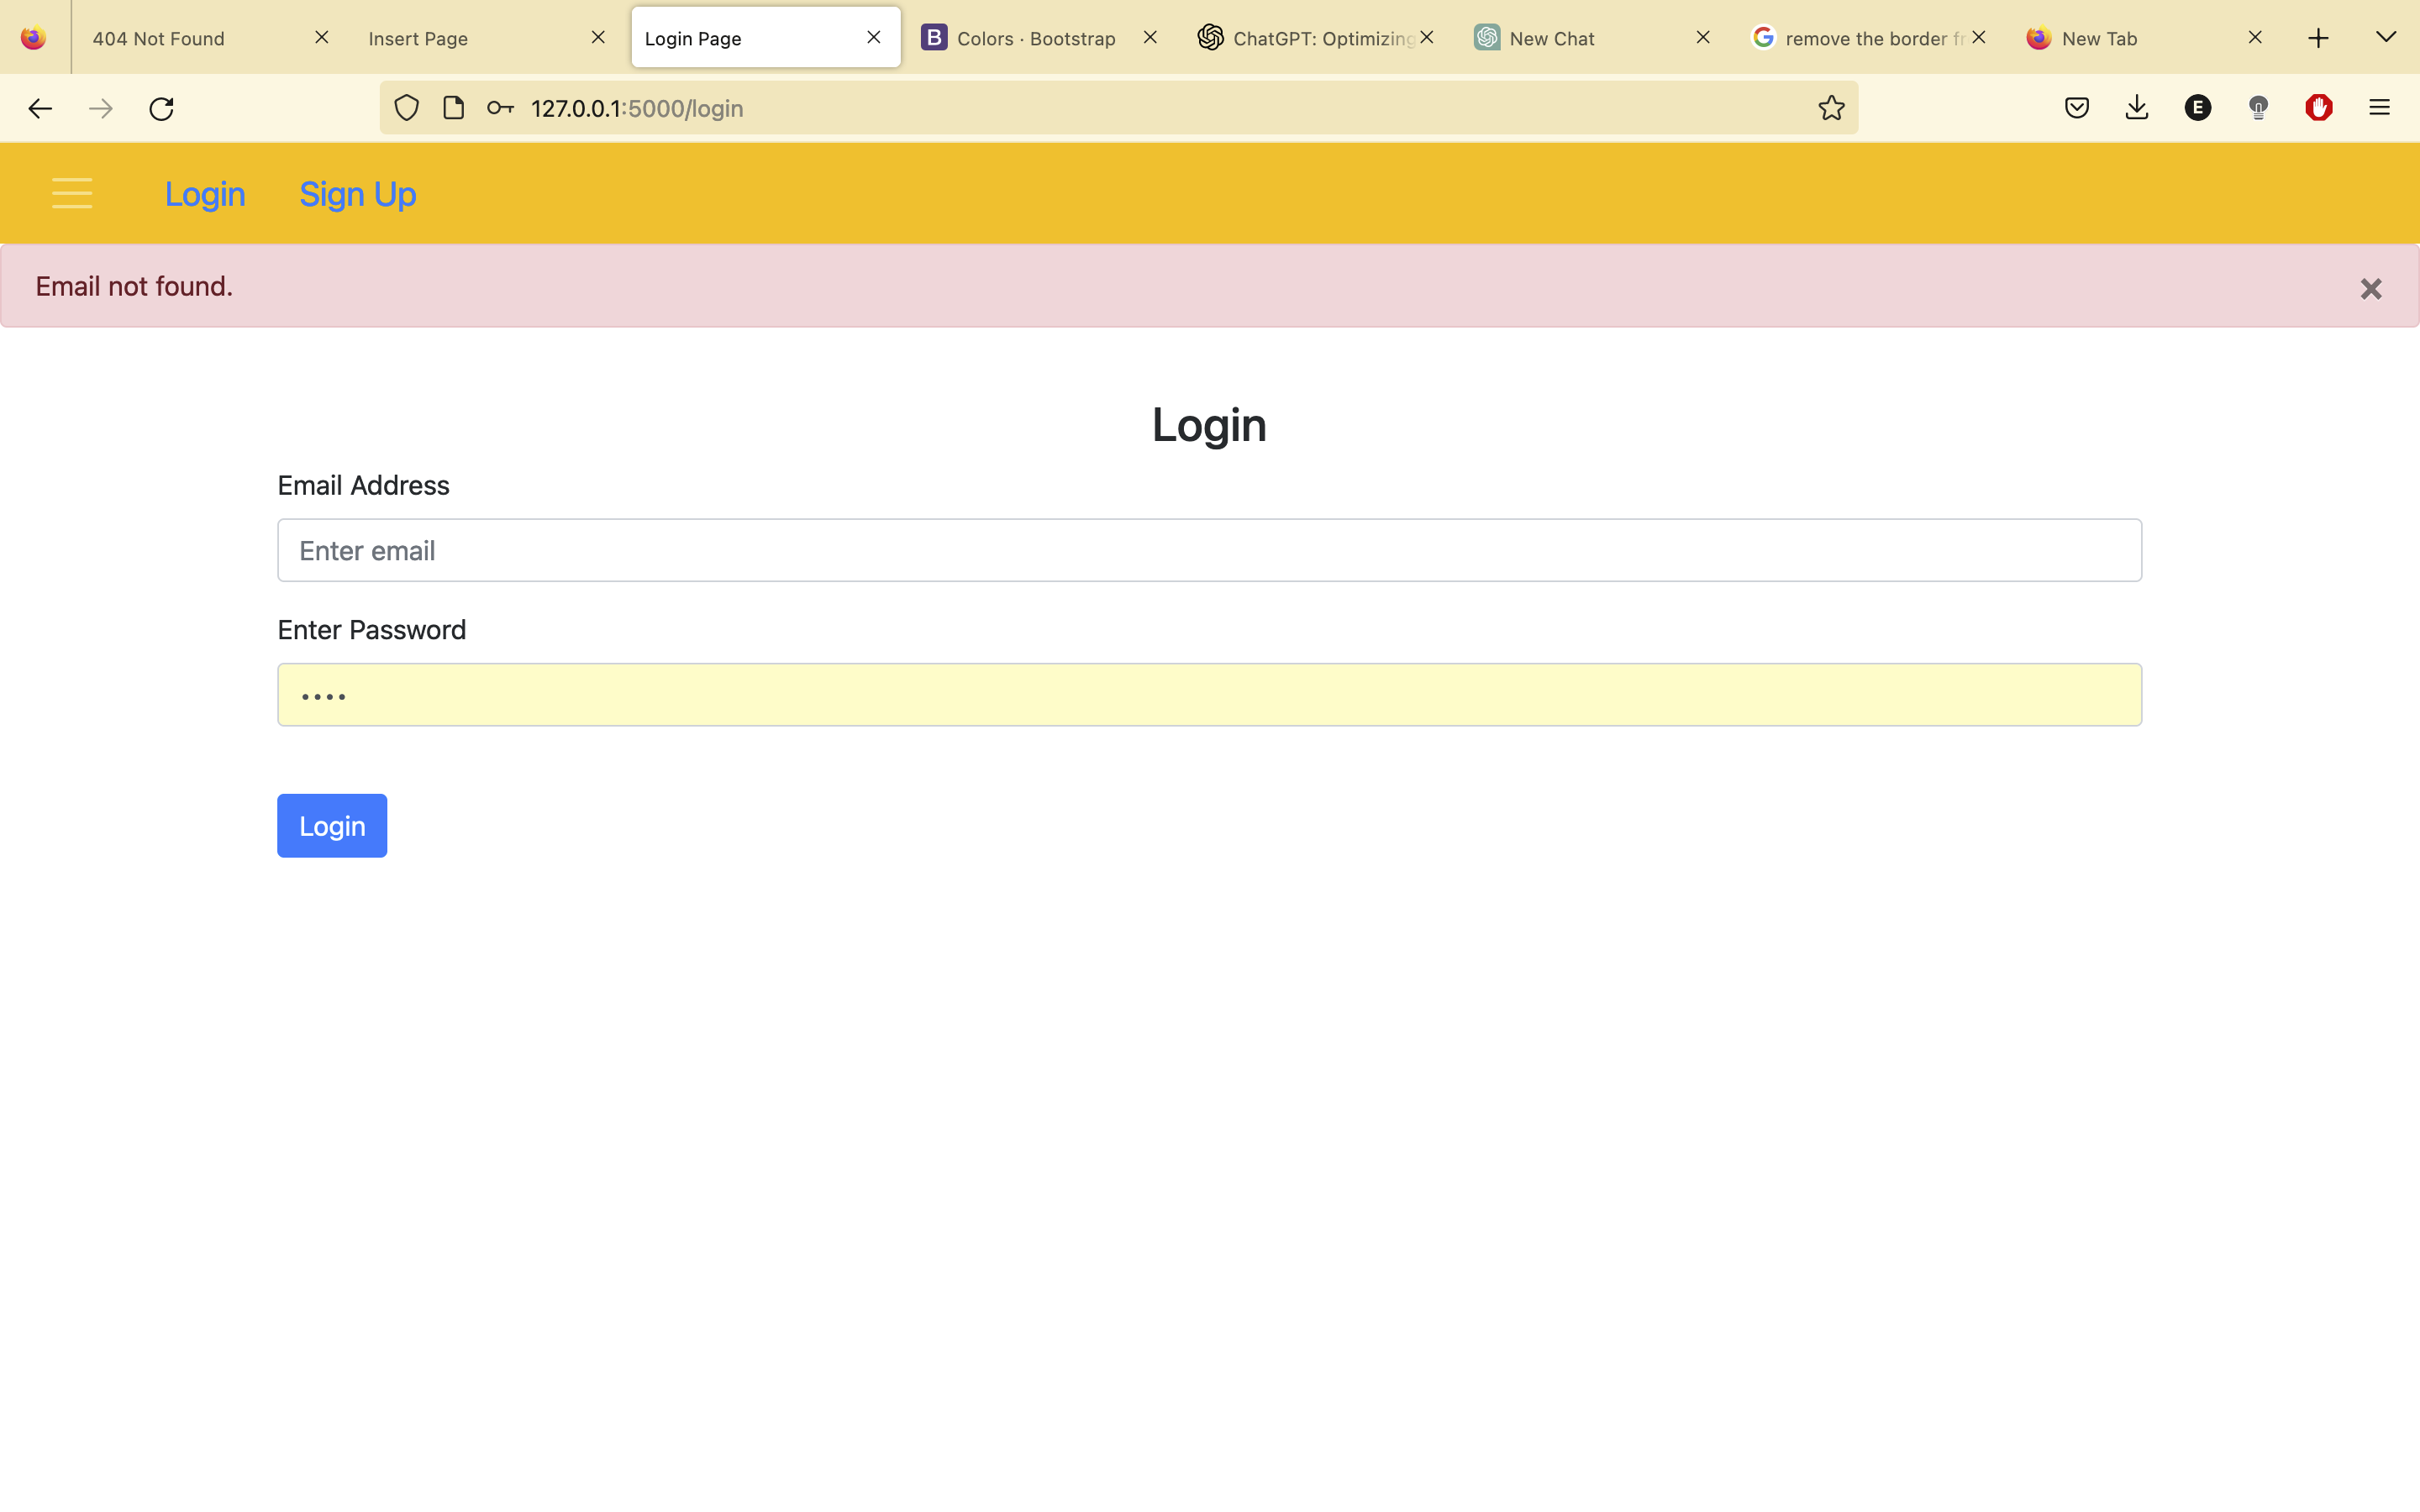 404 Not Found
Insert Page
Login Page
B Colors · Bootstrap
ChatGPT: Optimizing
New Chat
G remove the border fr
New Tab
127.0.0.1:5000/login
E
Login Sign Up
Email not found.
Login
Email Address
Enter email
Enter Password
Login